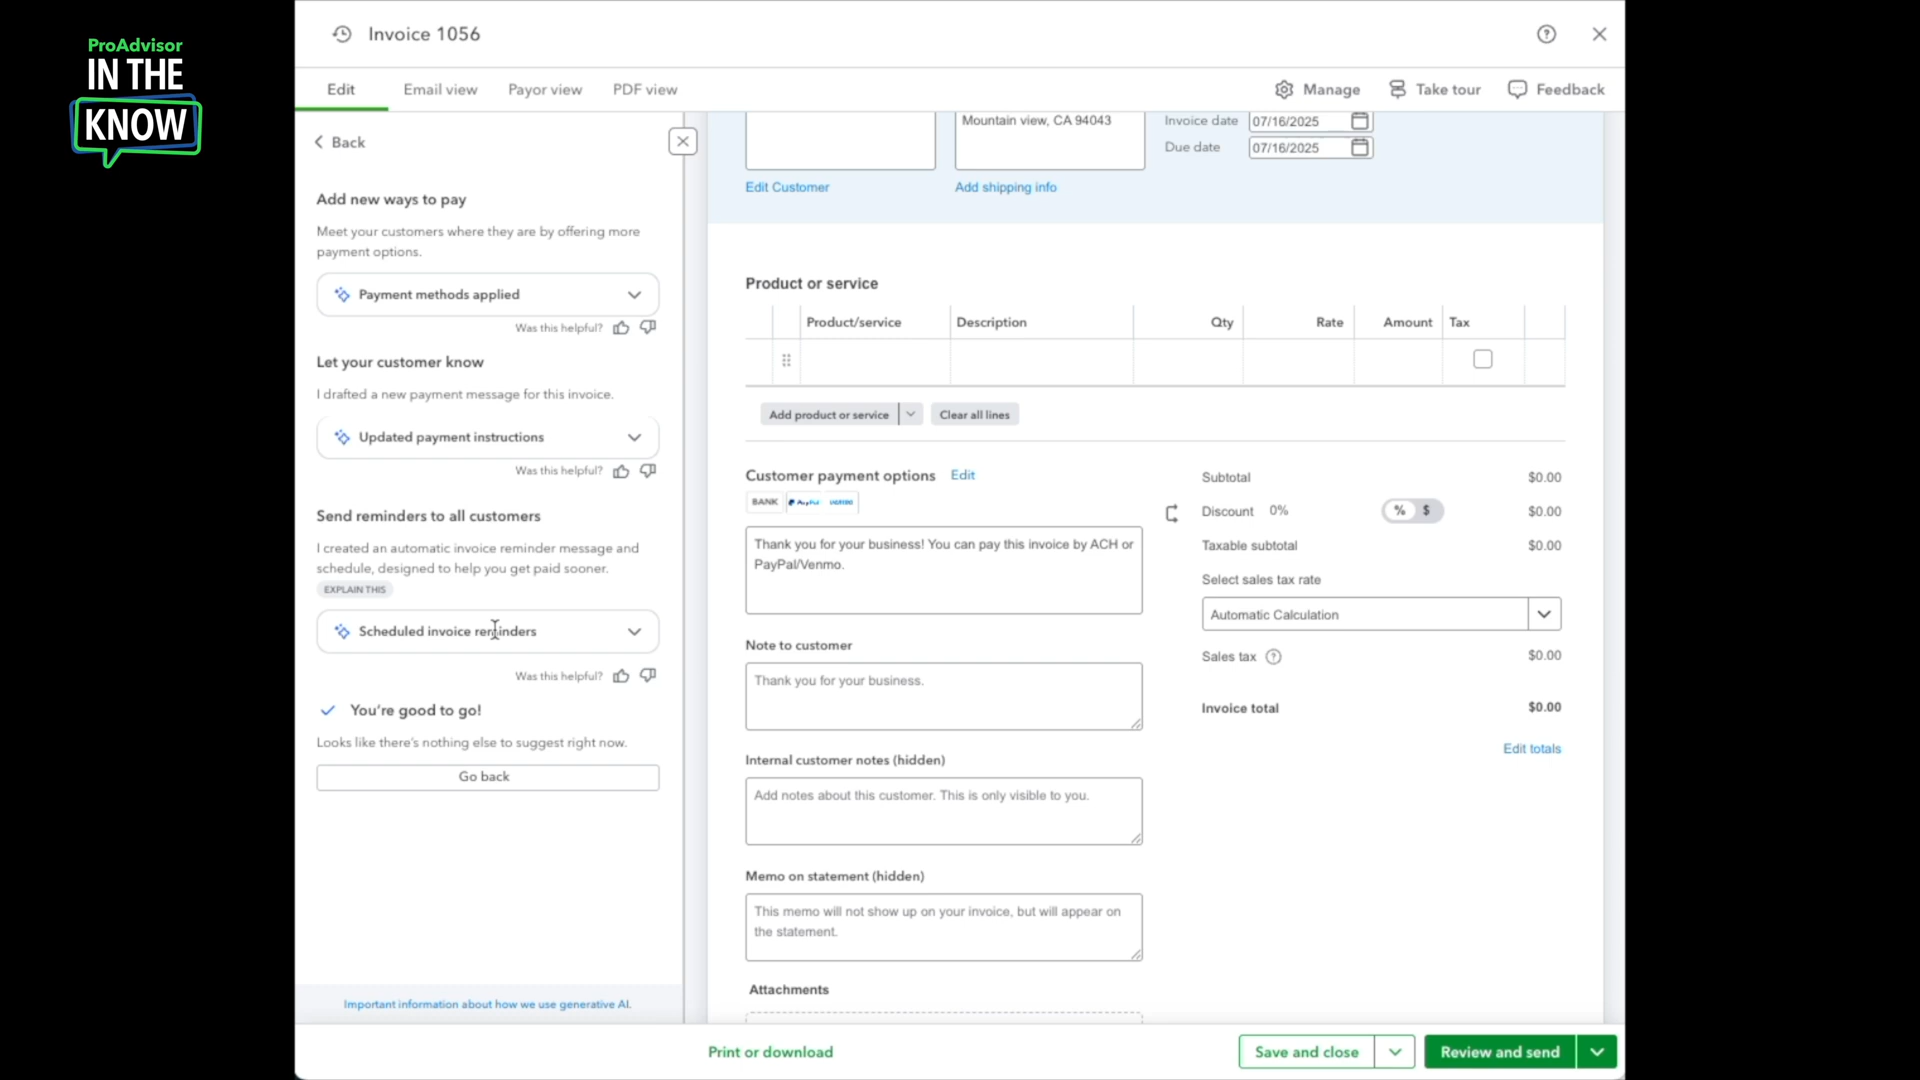 ProAdvisor
IN THE
KNOW
Invoice 1056
Edit
Email view
Payor view
PDF view
Manage
Take tour
Feedback
Back
Add new ways to pay
Meet your customers where they are by offering more
payment options.
Payment methods applied
Was this helpful?
Let your customer know
I drafted a new payment message for this invoice.
Updated payment instructions
Was this helpful?
Send reminders to all customers
I created an automatic invoice reminder message and
schedule, designed to help you get paid sooner.
EXPLAIN THIS
Scheduled invoice reminders
Was this helpful?
You're good to go!
Looks like there's nothing else to suggest right now.
Go back
Important information about how we use generative AI.
Mountain view, CA 94043
Invoice date 07/16/2025
Due date 07/16/2025
Edit Customer
Add shipping info
Product or service
Product/service Description Qty Rate Amount Tax
Add product or service
Clear all lines
Customer payment options Edit
BANK PayPal VENMO
Thank you for your business! You can pay this invoice by ACH or
PayPal/Venmo.
Note to customer
Thank you for your business.
Internal customer notes (hidden)
Add notes about this customer. This is only visible to you.
Memo on statement (hidden)
This memo will not show up on your invoice, but will appear on
the statement.
Attachments
Subtotal $0.00
Discount 0% % $ $0.00
Taxable subtotal $0.00
Select sales tax rate
Automatic Calculation
Sales tax $0.00
Invoice total $0.00
Edit totals
Print or download
Save and close
Review and send